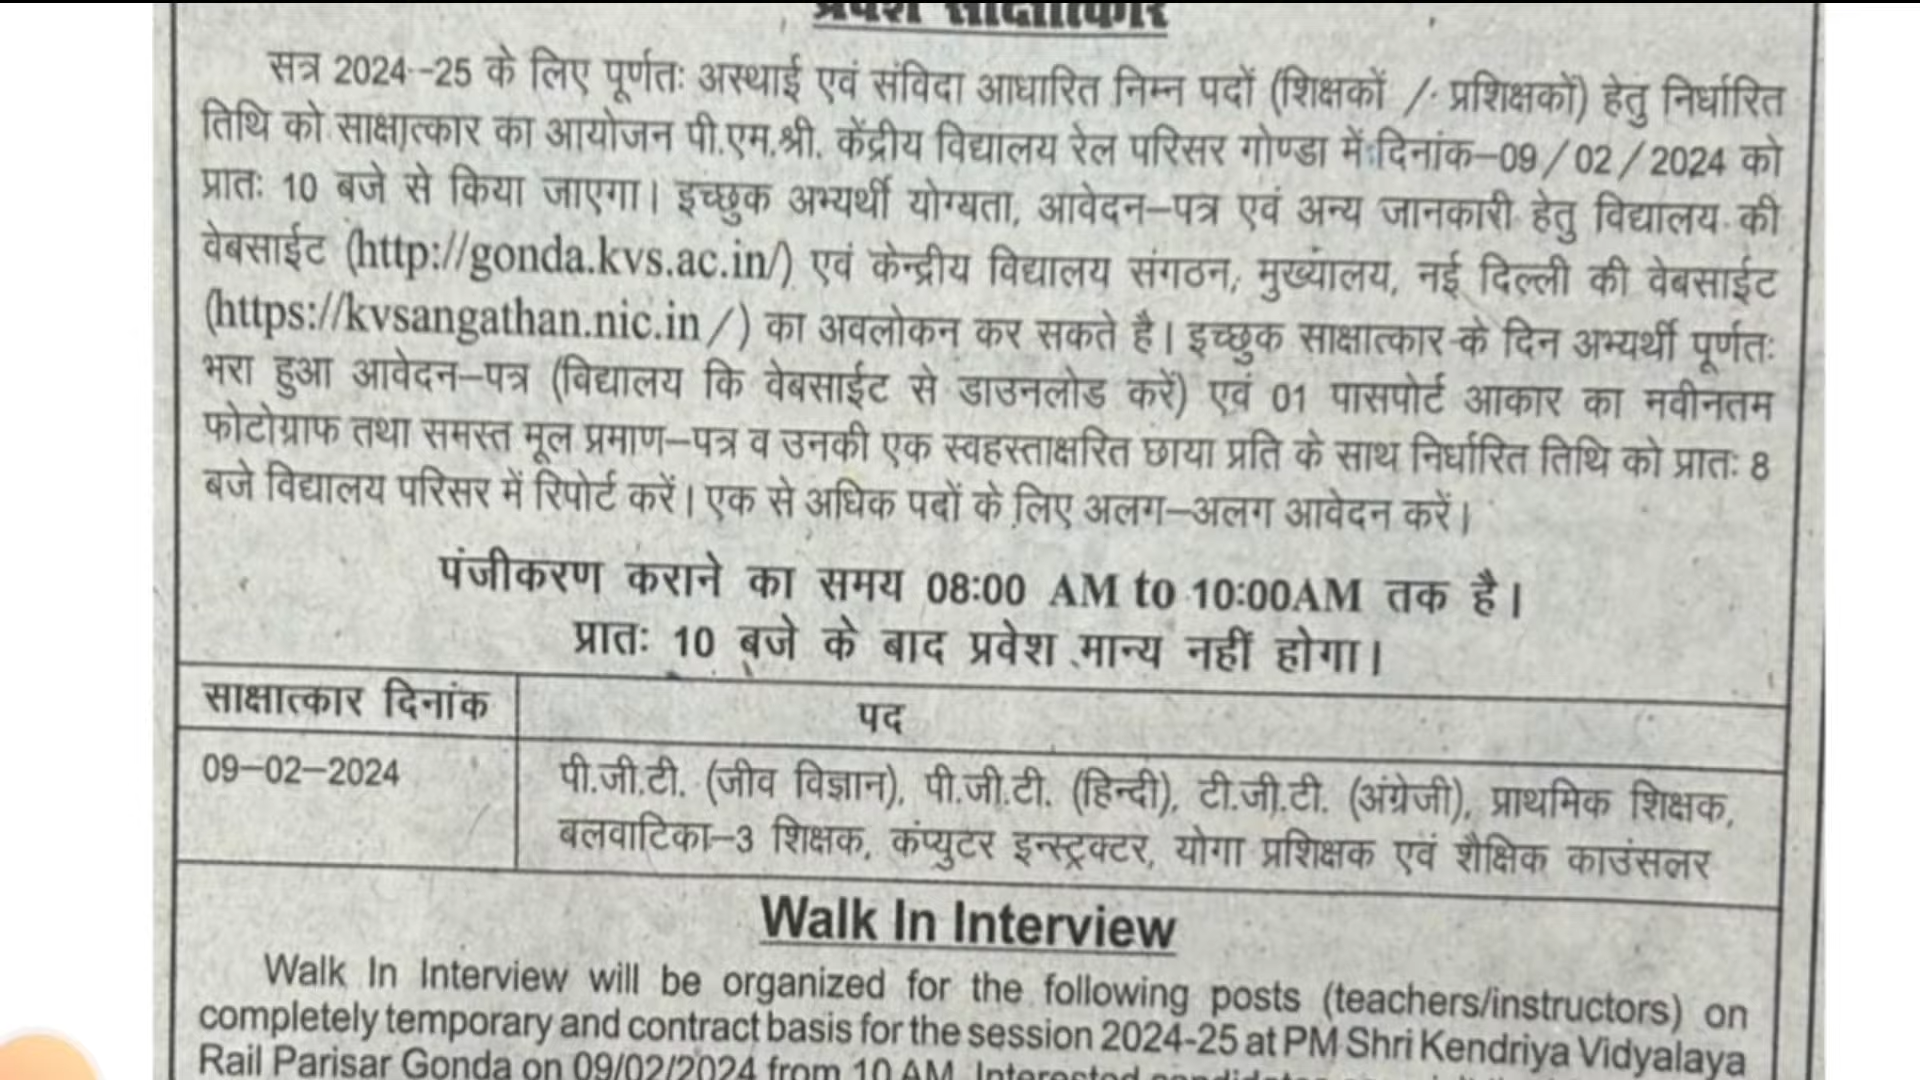 प्रवेश साक्षात्कार
सत्र 2024--25 के लिए पूर्णतः अस्थाई एवं संविदा आधारित निम्न पदों (शिक्षकों / प्रशिक्षकों) हेतु निर्धारित
तिथि को साक्षात्कार का आयोजन पी.एम.श्री. केंद्रीय विद्यालय रेल परिसर गोण्डा में दिनांक–09/02/2024 को
प्रातः 10 बजे से किया जाएगा। इच्छुक अभ्यर्थी योग्यता, आवेदन–पत्र एवं अन्य जानकारी हेतु विद्यालय की
वेबसाईट (http://gonda.kvs.ac.in/) एवं केन्द्रीय विद्यालय संगठन, मुख्यालय, नई दिल्ली की वेबसाईट
(https://kvsangathan.nic.in/) का अवलोकन कर सकते है। इच्छुक साक्षात्कार के दिन अभ्यर्थी पूर्णतः
भरा हुआ आवेदन–पत्र (विद्यालय कि वेबसाईट से डाउनलोड करें) एवं 01 पासपोर्ट आकार का नवीनतम
फोटोग्राफ तथा समस्त मूल प्रमाण–पत्र व उनकी एक स्वहस्ताक्षरित छाया प्रति के साथ निर्धारित तिथि को प्रातः 8
बजे विद्यालय परिसर में रिपोर्ट करें। एक से अधिक पदों के लिए अलग–अलग आवेदन करें।
पंजीकरण कराने का समय 08:00 AM to 10:00AM तक है।
प्रातः 10 बजे के बाद प्रवेश मान्य नहीं होगा।
साक्षात्कार दिनांक पद
09–02–2024 पी.जी.टी. (जीव विज्ञान), पी.जी.टी. (हिन्दी), टी.जी.टी. (अंग्रेजी), प्राथमिक शिक्षक,
बलवाटिका–3 शिक्षक, कंप्युटर इन्स्ट्रक्टर, योगा प्रशिक्षक एवं शैक्षिक काउंसलर
Walk In Interview
Walk In Interview will be organized for the following posts (teachers/instructors) on
completely temporary and contract basis for the session 2024-25 at PM Shri Kendriya Vidyalaya
Rail Parisar Gonda on 09/02/2024 from 10 AM. Interested